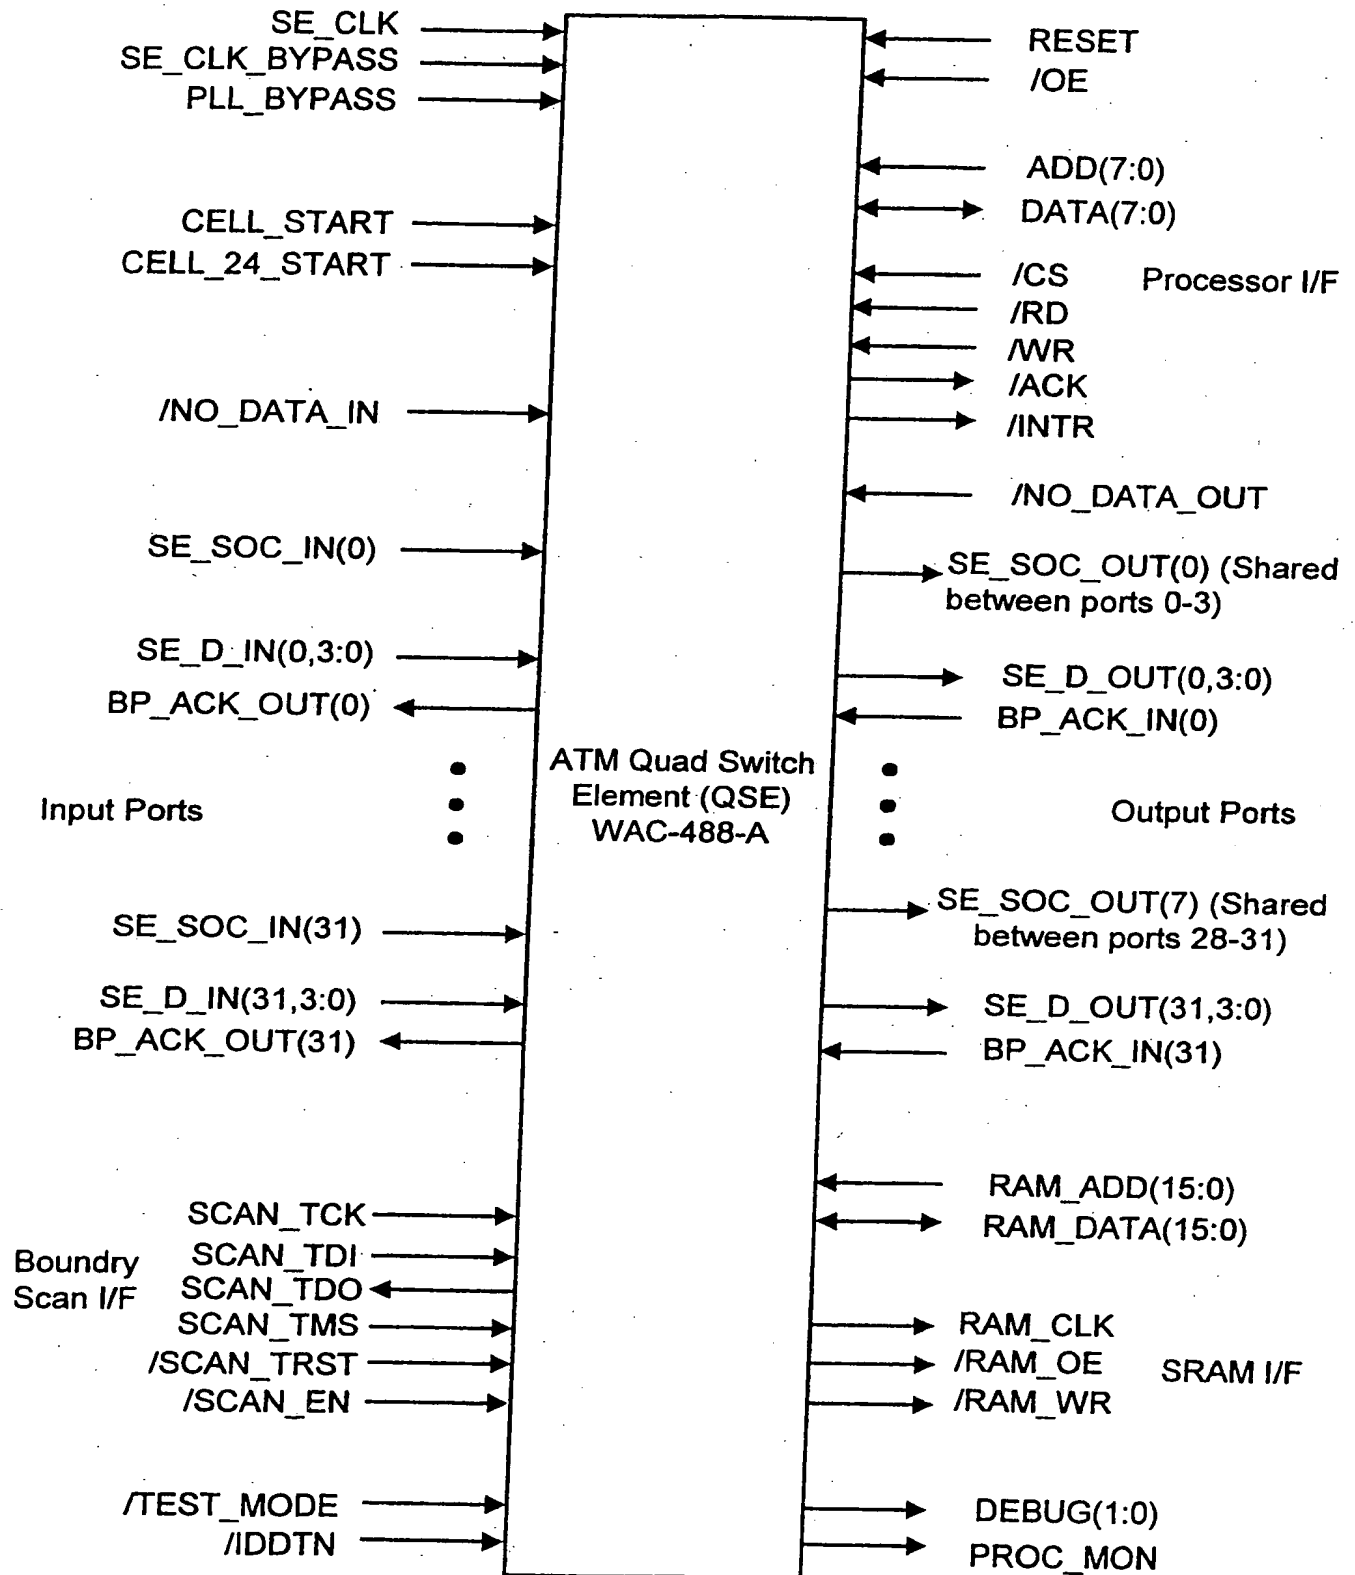 SE_CLK
SE_CLK_BYPASS
PLL_BYPASS
CELL_START
CELL_24_START
/NO_DATA_IN
SE_SOC_IN(0)
SE_D_IN(0,3:0)
BP_ACK_OUT(0)
Input Ports
SE_SOC_IN(31)
SE_D_IN(31,3:0)
BP_ACK_OUT(31)
SCAN_TCK
Boundry
Scan I/F
SCAN_TDI
SCAN_TDO
SCAN_TMS
/SCAN_TRST
/SCAN_EN
/TEST_MODE
/IDDTN
ATM Quad Switch
Element (QSE)
WAC-488-A
RESET
/OE
ADD(7:0)
DATA(7:0)
/CS
Processor I/F
/RD
/WR
/ACK
/INTR
/NO_DATA_OUT
SE_SOC_OUT(0) (Shared
between ports 0-3)
SE_D_OUT(0,3:0)
BP_ACK_IN(0)
Output Ports
SE_SOC_OUT(7) (Shared
between ports 28-31)
SE_D_OUT(31,3:0)
BP_ACK_IN(31)
RAM_ADD(15:0)
RAM_DATA(15:0)
RAM_CLK
/RAM_OE
SRAM I/F
/RAM_WR
DEBUG(1:0)
PROC_MON